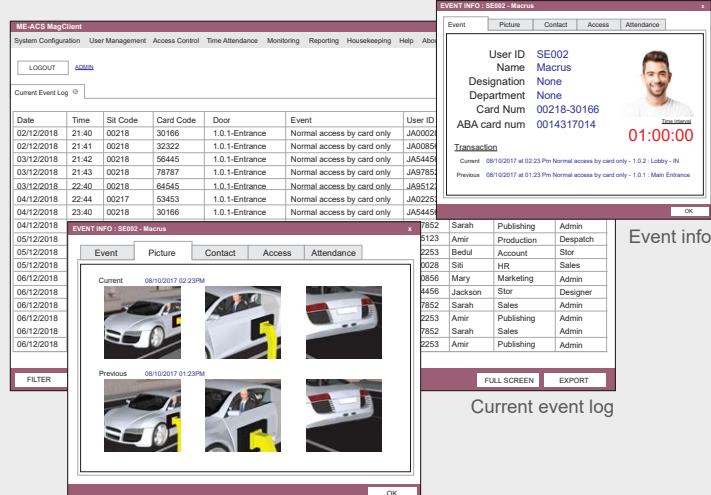 EVENT INFO : SE002 - Macrus x
Event Picture Contact Access Attendance
User ID SE002
Name Macrus
Designation None
Department None
Card Num 00218-30166
ABA card num 0014317014
Time interval
01:00:00
Transaction
Current 08/10/2017 at 02:23 Pm Normal access by card only - 1.0.2 : Lobby - IN
Previous 08/10/2017 at 01:23 Pm Normal access by card only - 1.0.1 : Main Entrance
OK
Event info
ME-ACS MagClient
System Configuration User Management Access Control Time Attendance Monitoring Reporting Housekeeping Help
LOGOUT ADMIN
Current Event Log
Date Time Sit Code Card Code Door Event User ID
02/12/2018 21:40 00218 30166 1.0.1-Entrance Normal access by card only
02/12/2018 21:41 00218 32322 1.0.1-Entrance Normal access by card only
03/12/2018 21:42 00218 56445 1.0.1-Entrance Normal access by card only
03/12/2018 21:43 00218 78787 1.0.1-Entrance Normal access by card only
03/12/2018 22:40 00218 64545 1.0.1-Entrance Normal access by card only
04/12/2018 22:44 00217 53453 1.0.1-Entrance Normal access by card only
04/12/2018 23:40 00218 30166 1.0.1-Entrance Normal access by card only
04/12/2018 7852 Sarah Publishing Admin
05/12/2018 5123 Amir Production Despatch
05/12/2018 2253 Bedul Account Stor
05/12/2018 0028 Siti HR Sales
06/12/2018 0856 Mary Marketing Admin
06/12/2018 4456 Jackson Stor Designer
06/12/2018 7852 Sarah Sales Admin
06/12/2018 2253 Amir Publishing Admin
06/12/2018 7852 Sarah Sales Admin
06/12/2018 2253 Amir Publishing Admin
FILTER FULL SCREEN EXPORT
Current event log
EVENT INFO : SE002 - Macrus x
Event Picture Contact Access Attendance
Current 08/10/2017 02:23PM
Previous 08/10/2017 01:23PM
OK